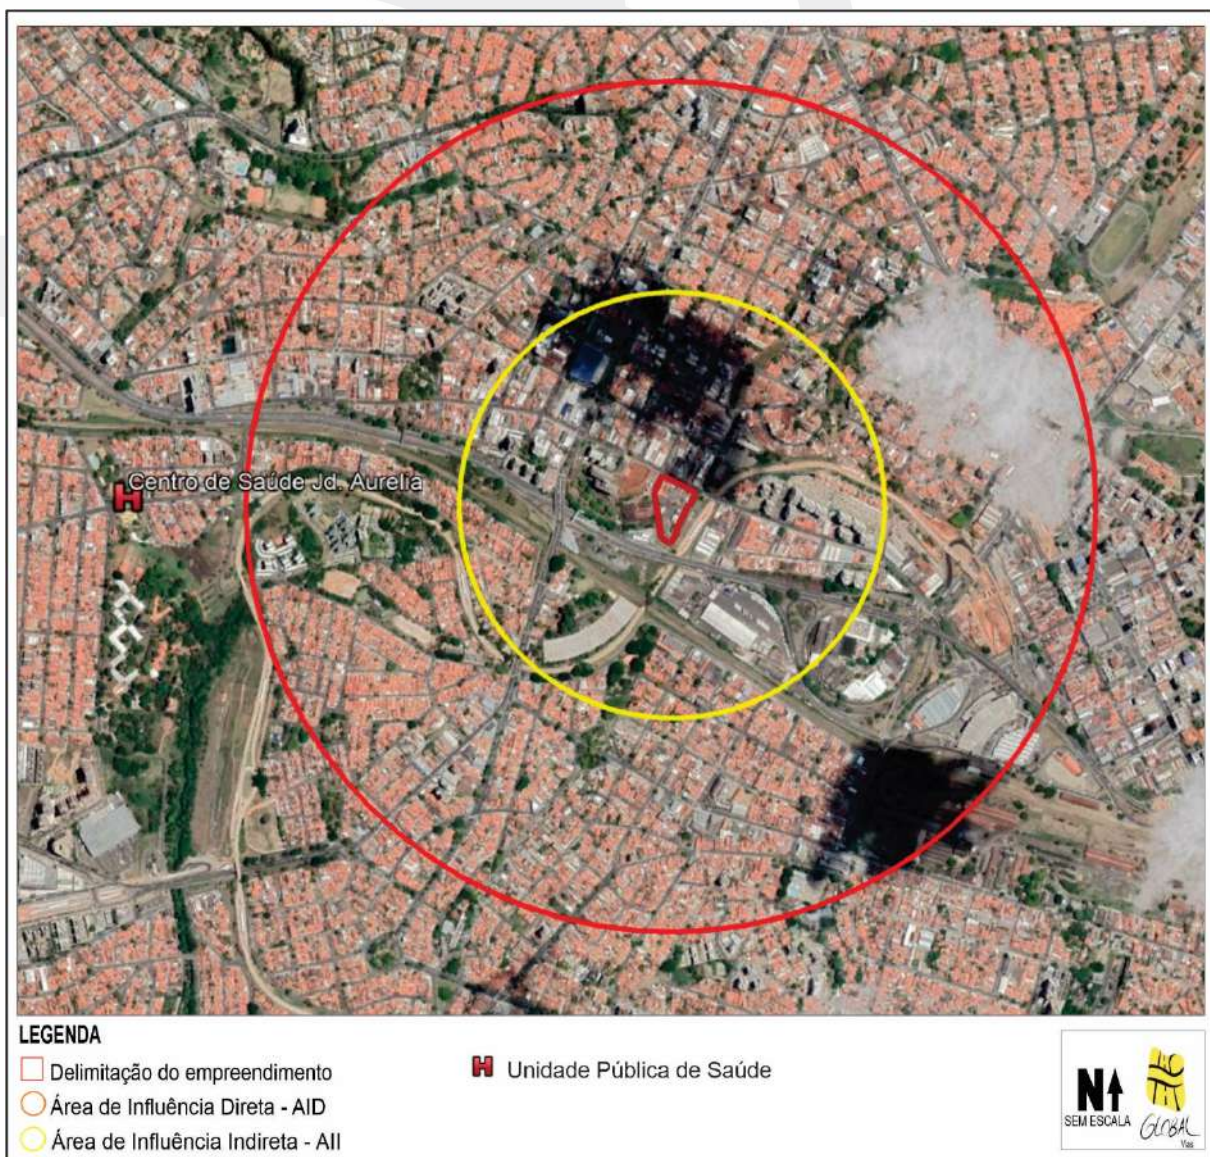 Centro de Saúde Jd. Aurelia
LEGENDA
Delimitação do empreendimento
Área de Influência Direta - AID
Área de Influência Indireta - AII
H Unidade Pública de Saúde
N
SEM ESCALA
GLOBAL
Vias